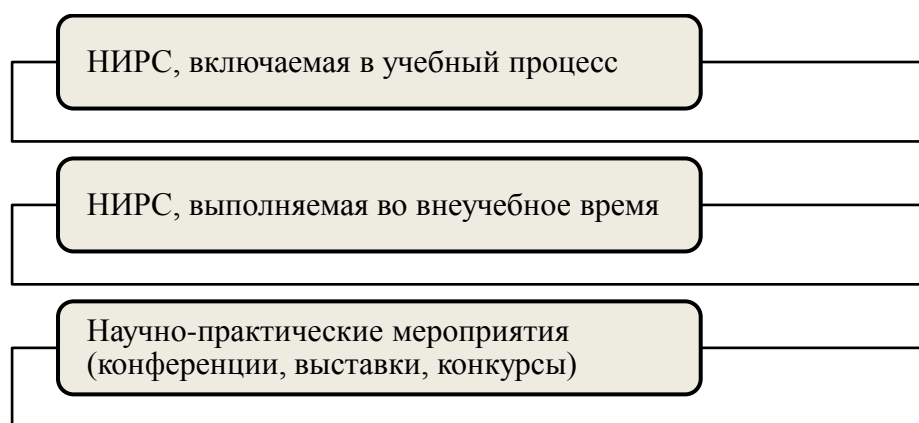 НИРС, включаемая в учебный процесс
НИРС, выполняемая во внеучебное время
Научно-практические мероприятия
(конференции, выставки, конкурсы)